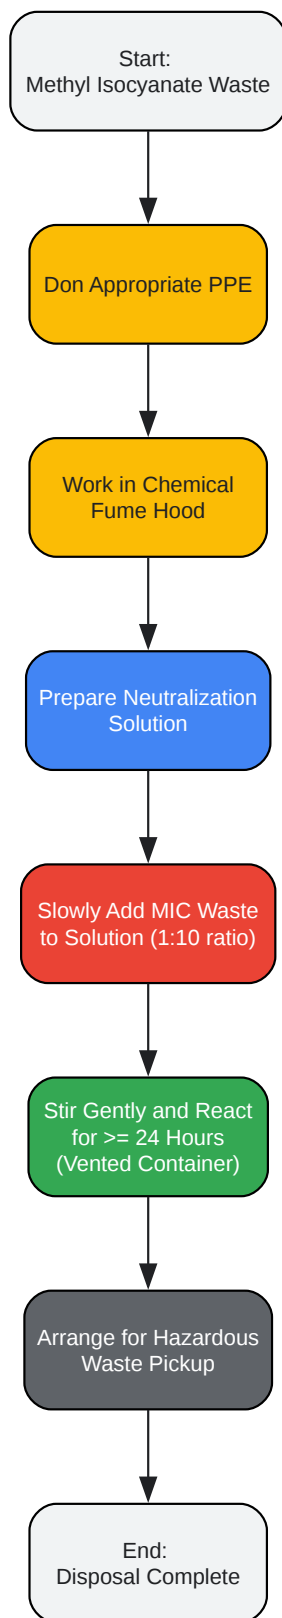 Start:
Methyl Isocyanate Waste
Don Appropriate PPE
Work in Chemical
Fume Hood
Prepare Neutralization
Solution
Slowly Add MIC Waste
to Solution (1:10 ratio)
Stir Gently and React
for >= 24 Hours
(Vented Container)
Arrange for Hazardous
Waste Pickup
End:
Disposal Complete